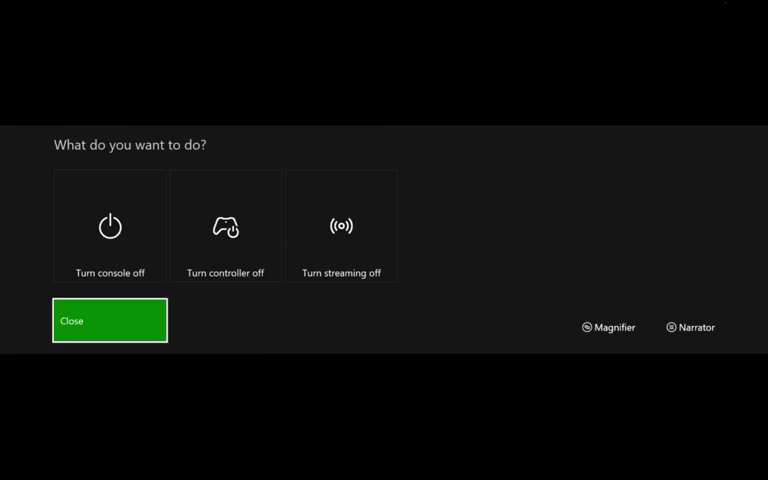 What do you want to do?
Turn console off
Turn controller off
Turn streaming off
Close
Magnifier
Narrator